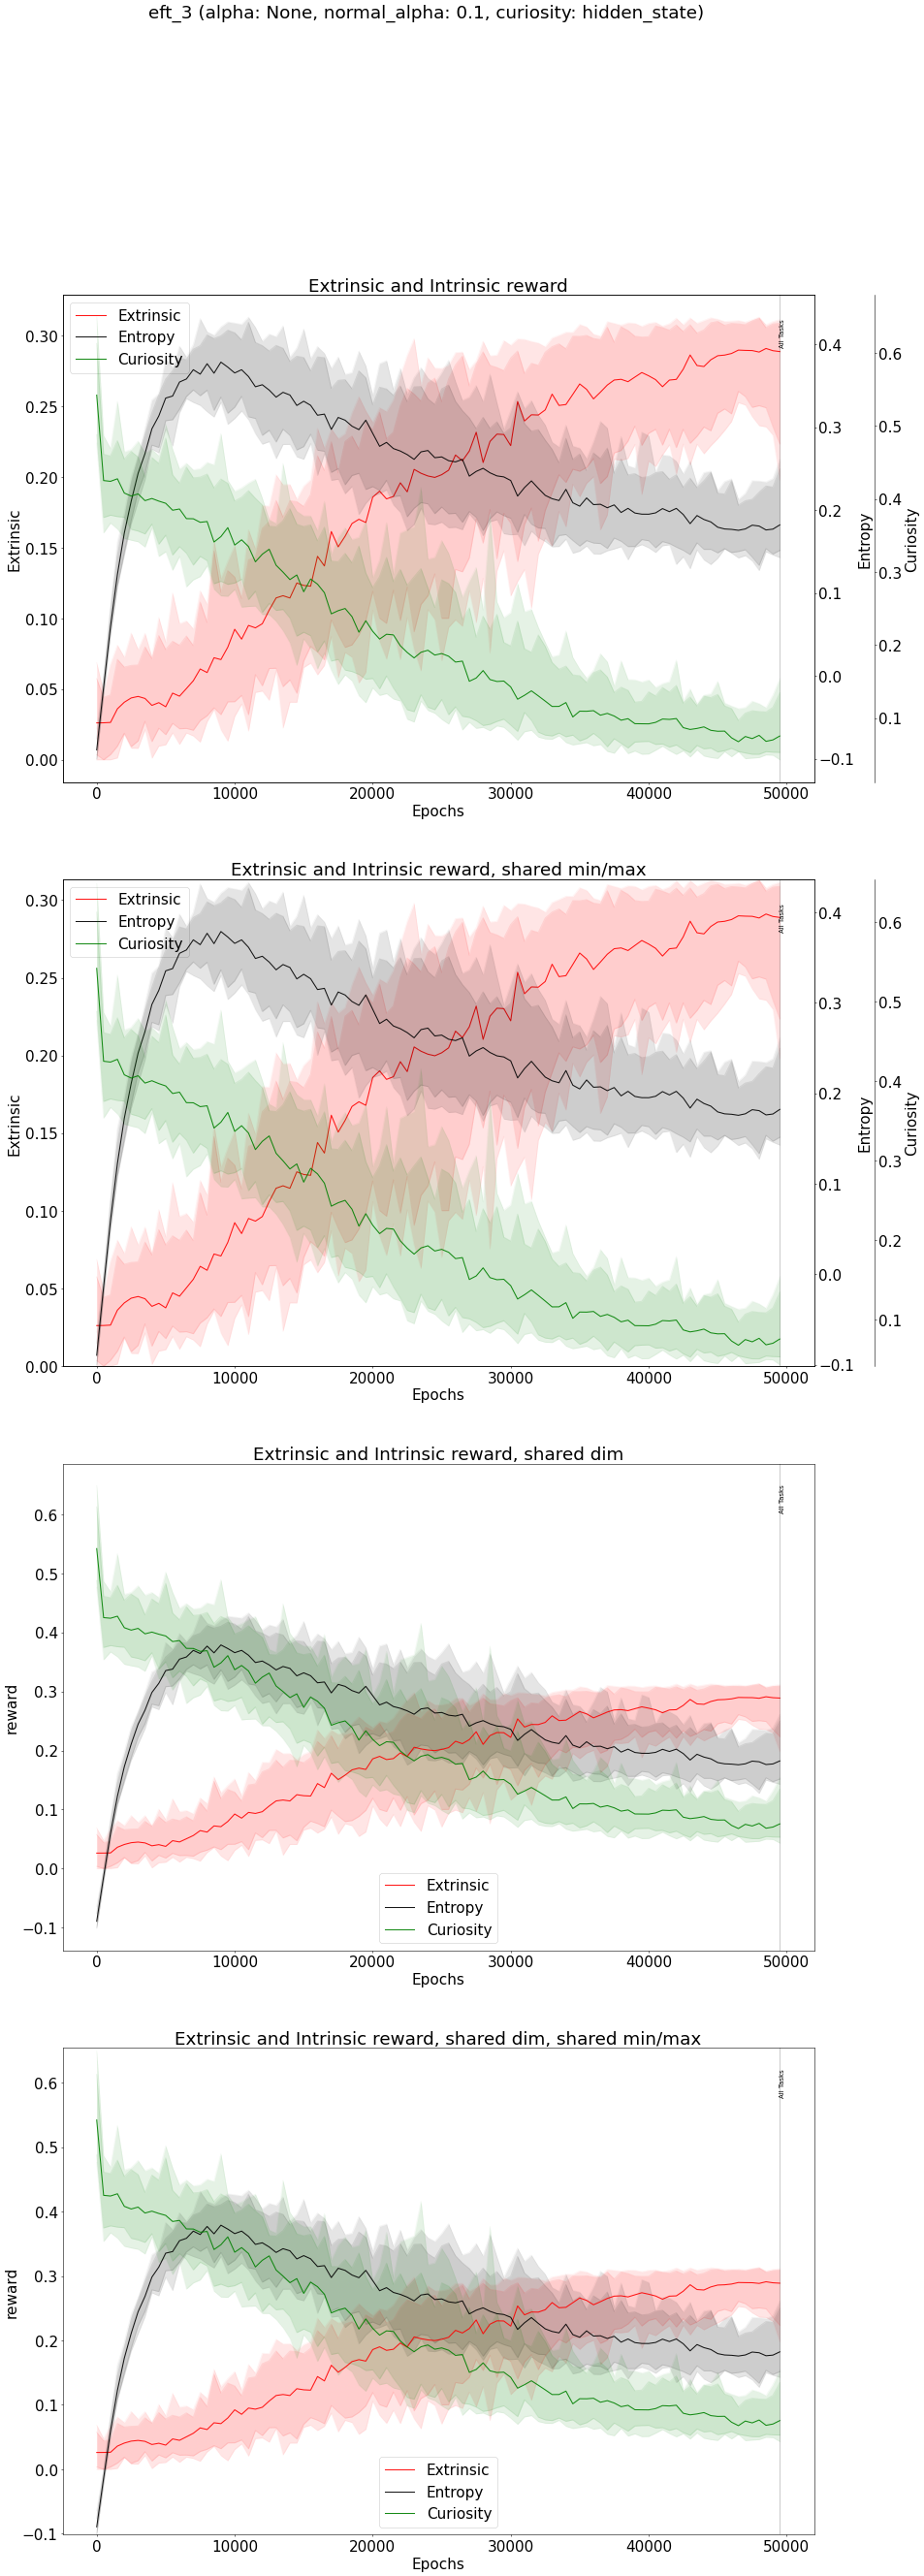 eft_3 (alpha: None, normal_alpha: 0.1, curiosity: hidden_state)
Extrinsic and Intrinsic reward
Extrinsic
Entropy
Curiosity
All Tasks
0.30
0.25
0.20
0.15
0.10
0.05
0.00
Extrinsic
0.4
0.3
0.2
0.1
0.0
−0.1
Entropy
0.6
0.5
0.4
0.3
0.2
0.1
Curiosity
0 10000 20000 30000 40000 50000
Epochs
Extrinsic and Intrinsic reward, shared min/max
Extrinsic
Entropy
Curiosity
All Tasks
0.30
0.25
0.20
0.15
0.10
0.05
0.00
Extrinsic
0.4
0.3
0.2
0.1
0.0
−0.1
Entropy
0.6
0.5
0.4
0.3
0.2
0.1
Curiosity
0 10000 20000 30000 40000 50000
Epochs
Extrinsic and Intrinsic reward, shared dim
All Tasks
0.6
0.5
0.4
0.3
0.2
0.1
0.0
−0.1
reward
Extrinsic
Entropy
Curiosity
0 10000 20000 30000 40000 50000
Epochs
Extrinsic and Intrinsic reward, shared dim, shared min/max
All Tasks
0.6
0.5
0.4
0.3
0.2
0.1
0.0
−0.1
reward
Extrinsic
Entropy
Curiosity
0 10000 20000 30000 40000 50000
Epochs